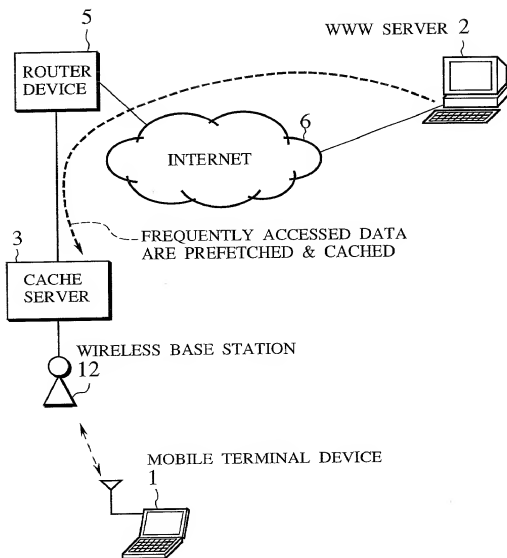 5
WWW SERVER 2
ROUTER
DEVICE
6
INTERNET
FREQUENTLY ACCESSED DATA
ARE PREFETCHED & CACHED
3
CACHE
SERVER
WIRELESS BASE STATION
12
MOBILE TERMINAL DEVICE
1